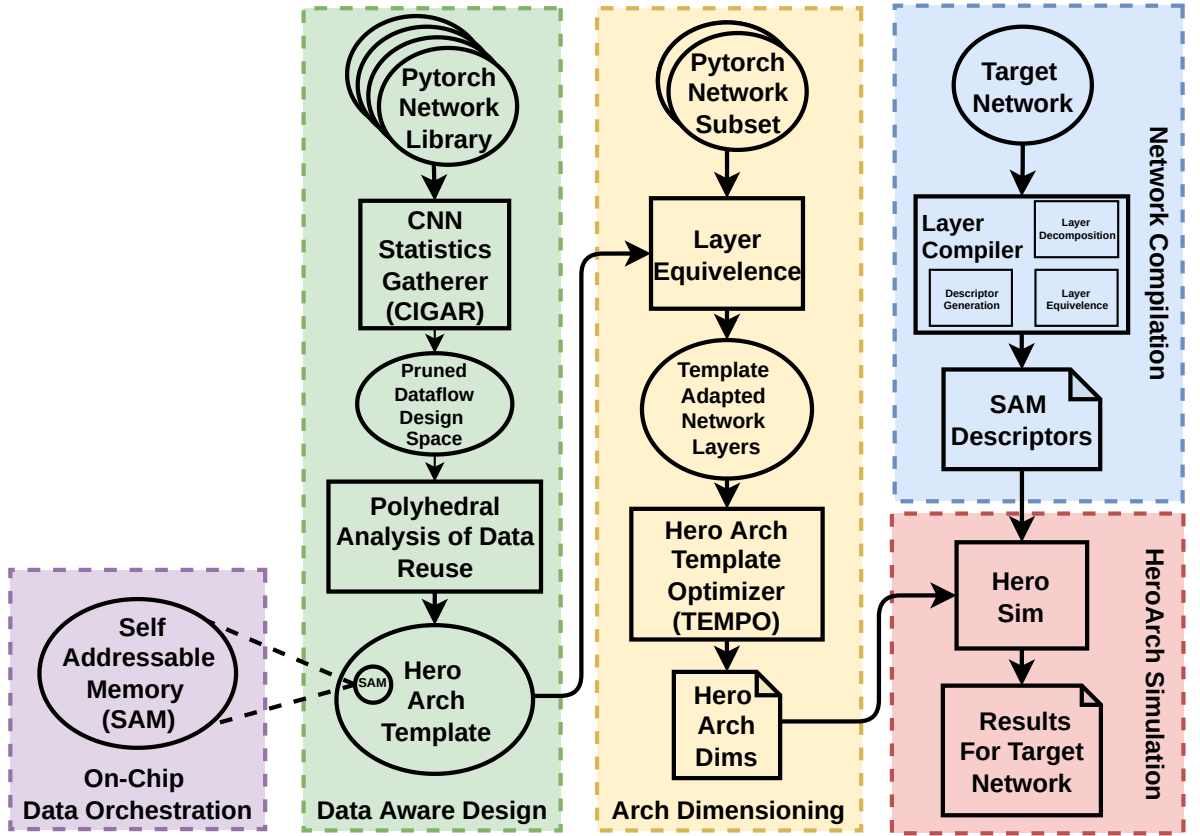 Pytorch
Network
Library
CNN
Statistics
Gatherer
(CIGAR)
Pruned
Dataflow
Design
Space
Polyhedral
Analysis of Data
Reuse
Hero
Arch
Template
SAM
Data Aware Design
Self
Addressable
Memory
(SAM)
On-Chip
Data Orchestration
Pytorch
Network
Subset
Layer
Equivelence
Template
Adapted
Network
Layers
Hero Arch
Template
Optimizer
(TEMPO)
Hero
Arch
Dims
Arch Dimensioning
Target
Network
Layer
Compiler
Layer
Decomposition
Descriptor
Generation
Layer
Equivelence
SAM
Descriptors
Network Compilation
Hero
Sim
Results
For Target
Network
HeroArch Simulation